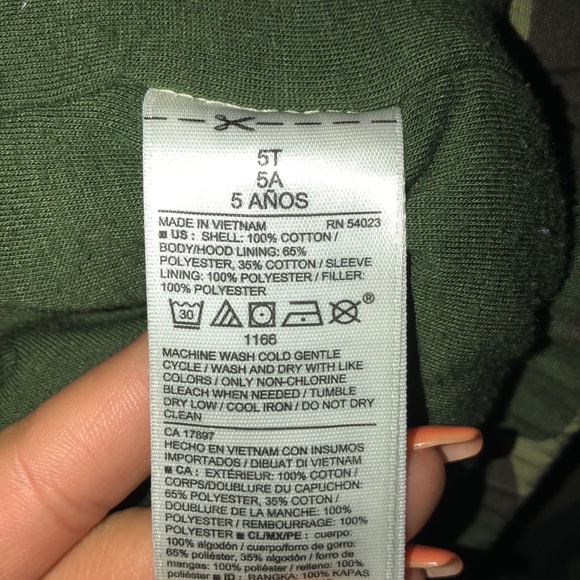 5T
5A
5 AÑOS
MADE IN VIETNAM RN 54023
■ US : SHELL: 100% COTTON /
BODY/HOOD LINING: 65%
POLYESTER, 35% COTTON / SLEEVE
LINING: 100% POLYESTER / FILLER:
100% POLYESTER
30 ®
1166
MACHINE WASH COLD GENTLE
CYCLE / WASH AND DRY WITH LIKE
COLORS / ONLY NON-CHLORINE
BLEACH WHEN NEEDED / TUMBLE
DRY LOW / COOL IRON / DO NOT DRY
CLEAN
CA 17897
HECHO EN VIETNAM CON INSUMOS
IMPORTADOS / DIBUAT DI VIETNAM
■ CA : EXTÉRIEUR: 100% COTON /
CORPS/DOUBLURE DU CAPUCHON:
65% POLYESTER, 35% COTON /
DOUBLURE DE LA MANCHE: 100%
POLYESTER / REMBOURRAGE: 100%
POLYESTER ■ CL/MX/PE : cuerpo:
100% algodón / cuerpo/forro de gorro:
65% poliéster, 35% algodón / forro de
mangas: 100% poliéster / relleno: 100%
poliéster ■ ID : RANGKA: 100% KAPAS